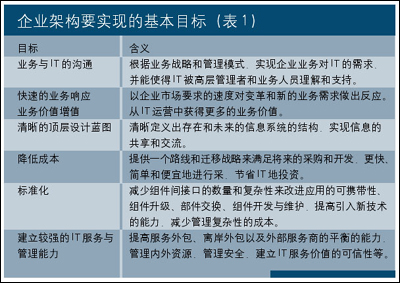 企业架构要实现的基本目标（表1）
目标 含义
业务与IT的沟通 根据业务战略和管理模式，实现企业业务对IT的需求，
并能使得IT被高层管理者和业务人员理解和支持。
快速的业务响应 以企业市场要求的速度对变革和新的业务需求做出反应。
业务价值增值 从IT运营中获得更多的业务价值。
清晰的顶层设计蓝图 清晰定义出存在和未来的信息系统的结构，实现信息的
共享和交流。
降低成本 提供一个路线和迁移战略来满足将来的采购和开发，更快、
简单和便宜地进行采，节省IT地投资。
标准化 减少组件间接口的数量和复杂性来改进应用的可携带性、
组件升级、部件交换、组件开发与维护，提高引入新技术
的能力，减少管理复杂性的成本。
建立较强的IT服务与 提高服务外包、离岸外包以及外部服务商的平衡的能力，
管理能力 管理内外资源、管理安全、建立IT服务价值的可信性等。